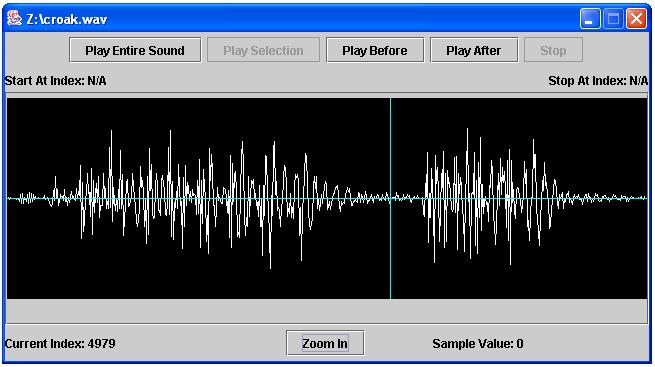 Z:\croak.wav
Play Entire Sound Play Selection Play Before Play After Stop
Start At Index: N/A Stop At Index: N/A
Current Index: 4979 Zoom In Sample Value: 0